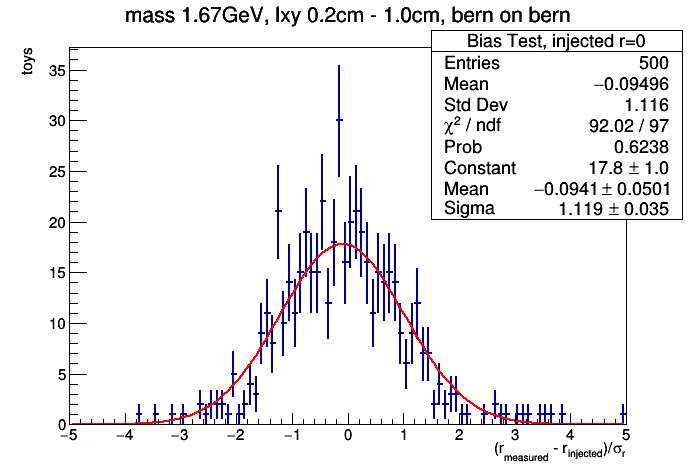 mass 1.67GeV, lxy 0.2cm - 1.0cm, bern on bern
toys
Bias Test, injected r=0
Entries 500
Mean −0.09496
Std Dev 1.116
χ² / ndf 92.02 / 97
Prob 0.6238
Constant 17.8 ± 1.0
Mean −0.0941 ± 0.0501
Sigma 1.119 ± 0.035
35
30
25
20
15
10
5
0
−5 −4 −3 −2 −1 0 1 2 3 4 5
(r_measured - r_injected)/σ_r